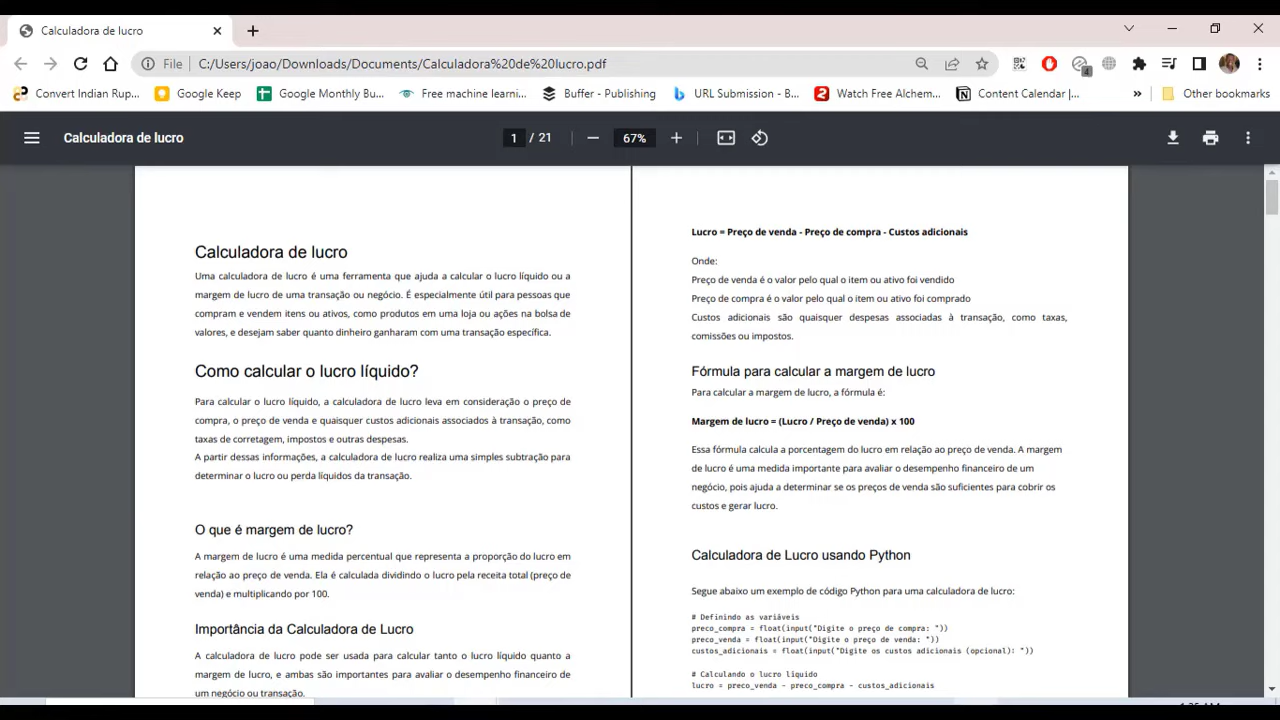 Calculadora de lucro
File
C:/Users/joao/Downloads/Documents/Calculadora%20de%20lucro.pdf
4
Convert Indian Rup...
Google Keep
Google Monthly Bu...
Free machine learni...
Buffer - Publishing
URL Submission - B...
2
Watch Free Alchem...
Content Calendar |...
»
Other bookmarks
Calculadora de lucro
1 / 21
67%
Calculadora de lucro
Uma calculadora de lucro é uma ferramenta que ajuda a calcular o lucro líquido ou a
margem de lucro de uma transação ou negócio. É especialmente útil para pessoas que
compram e vendem itens ou ativos, como produtos em uma loja ou ações na bolsa de
valores, e desejam saber quanto dinheiro ganharam com uma transação específica.
Como calcular o lucro líquido?
Para calcular o lucro líquido, a calculadora de lucro leva em consideração o preço de
compra, o preço de venda e quaisquer custos adicionais associados à transação, como
taxas de corretagem, impostos e outras despesas.
A partir dessas informações, a calculadora de lucro realiza uma simples subtração para
determinar o lucro ou perda líquidos da transação.
O que é margem de lucro?
A margem de lucro é uma medida percentual que representa a proporção do lucro em
relação ao preço de venda. Ela é calculada dividindo o lucro pela receita total (preço de
venda) e multiplicando por 100.
Importância da Calculadora de Lucro
A calculadora de lucro pode ser usada para calcular tanto o lucro líquido quanto a
margem de lucro, e ambas são importantes para avaliar o desempenho financeiro de
um negócio ou transação.
Lucro = Preço de venda - Preço de compra - Custos adicionais
Onde:
Preço de venda é o valor pelo qual o item ou ativo foi vendido
Preço de compra é o valor pelo qual o item ou ativo foi comprado
Custos adicionais são quaisquer despesas associadas à transação, como taxas,
comissões ou impostos.
Fórmula para calcular a margem de lucro
Para calcular a margem de lucro, a fórmula é:
Margem de lucro = (Lucro / Preço de venda) x 100
Essa fórmula calcula a porcentagem do lucro em relação ao preço de venda. A margem
de lucro é uma medida importante para avaliar o desempenho financeiro de um
negócio, pois ajuda a determinar se os preços de venda são suficientes para cobrir os
custos e gerar lucro.
Calculadora de Lucro usando Python
Segue abaixo um exemplo de código Python para uma calculadora de lucro:
# Definindo as variáveis
preco_compra = float(input("Digite o preço de compra: "))
preco_venda = float(input("Digite o preço de venda: "))
custos_adicionais = float(input("Digite os custos adicionais (opcional): "))
# Calculando o lucro líquido
lucro = preco_venda - preco_compra - custos_adicionais